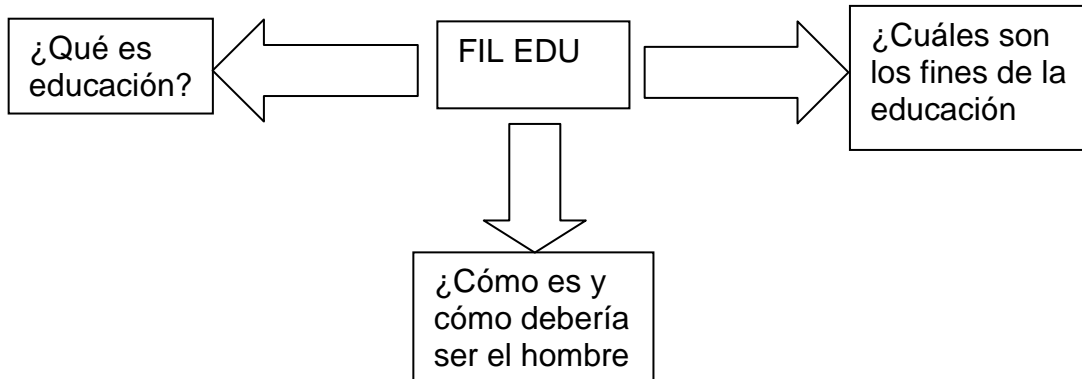 ¿Qué es
educación?
FIL EDU
¿Cuáles son
los fines de la
educación
¿Cómo es y
cómo debería
ser el hombre